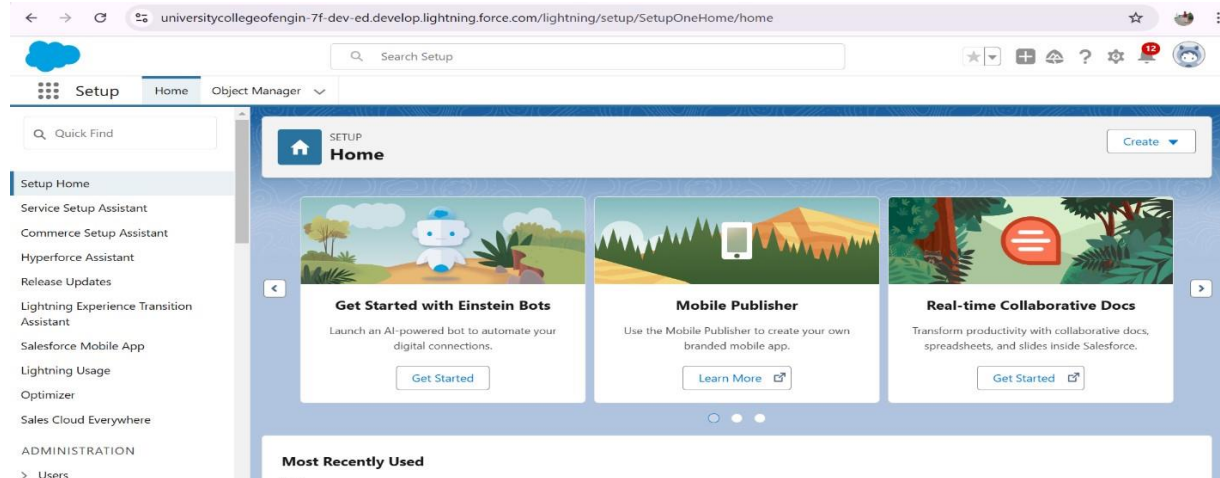 universitycollegeofengin-7f-dev-ed.develop.lightning.force.com/lightning/setup/SetupOneHome/home
Search Setup
12
Setup
Home
Object Manager
Quick Find
Setup Home
Service Setup Assistant
Commerce Setup Assistant
Hyperforce Assistant
Release Updates
Lightning Experience Transition
Assistant
Salesforce Mobile App
Lightning Usage
Optimizer
Sales Cloud Everywhere
ADMINISTRATION
> Users
SETUP
Home
Create
Get Started with Einstein Bots
Launch an AI-powered bot to automate your
digital connections.
Get Started
Mobile Publisher
Use the Mobile Publisher to create your own
branded mobile app.
Learn More
Real-time Collaborative Docs
Transform productivity with collaborative docs,
spreadsheets, and slides inside Salesforce.
Get Started
Most Recently Used